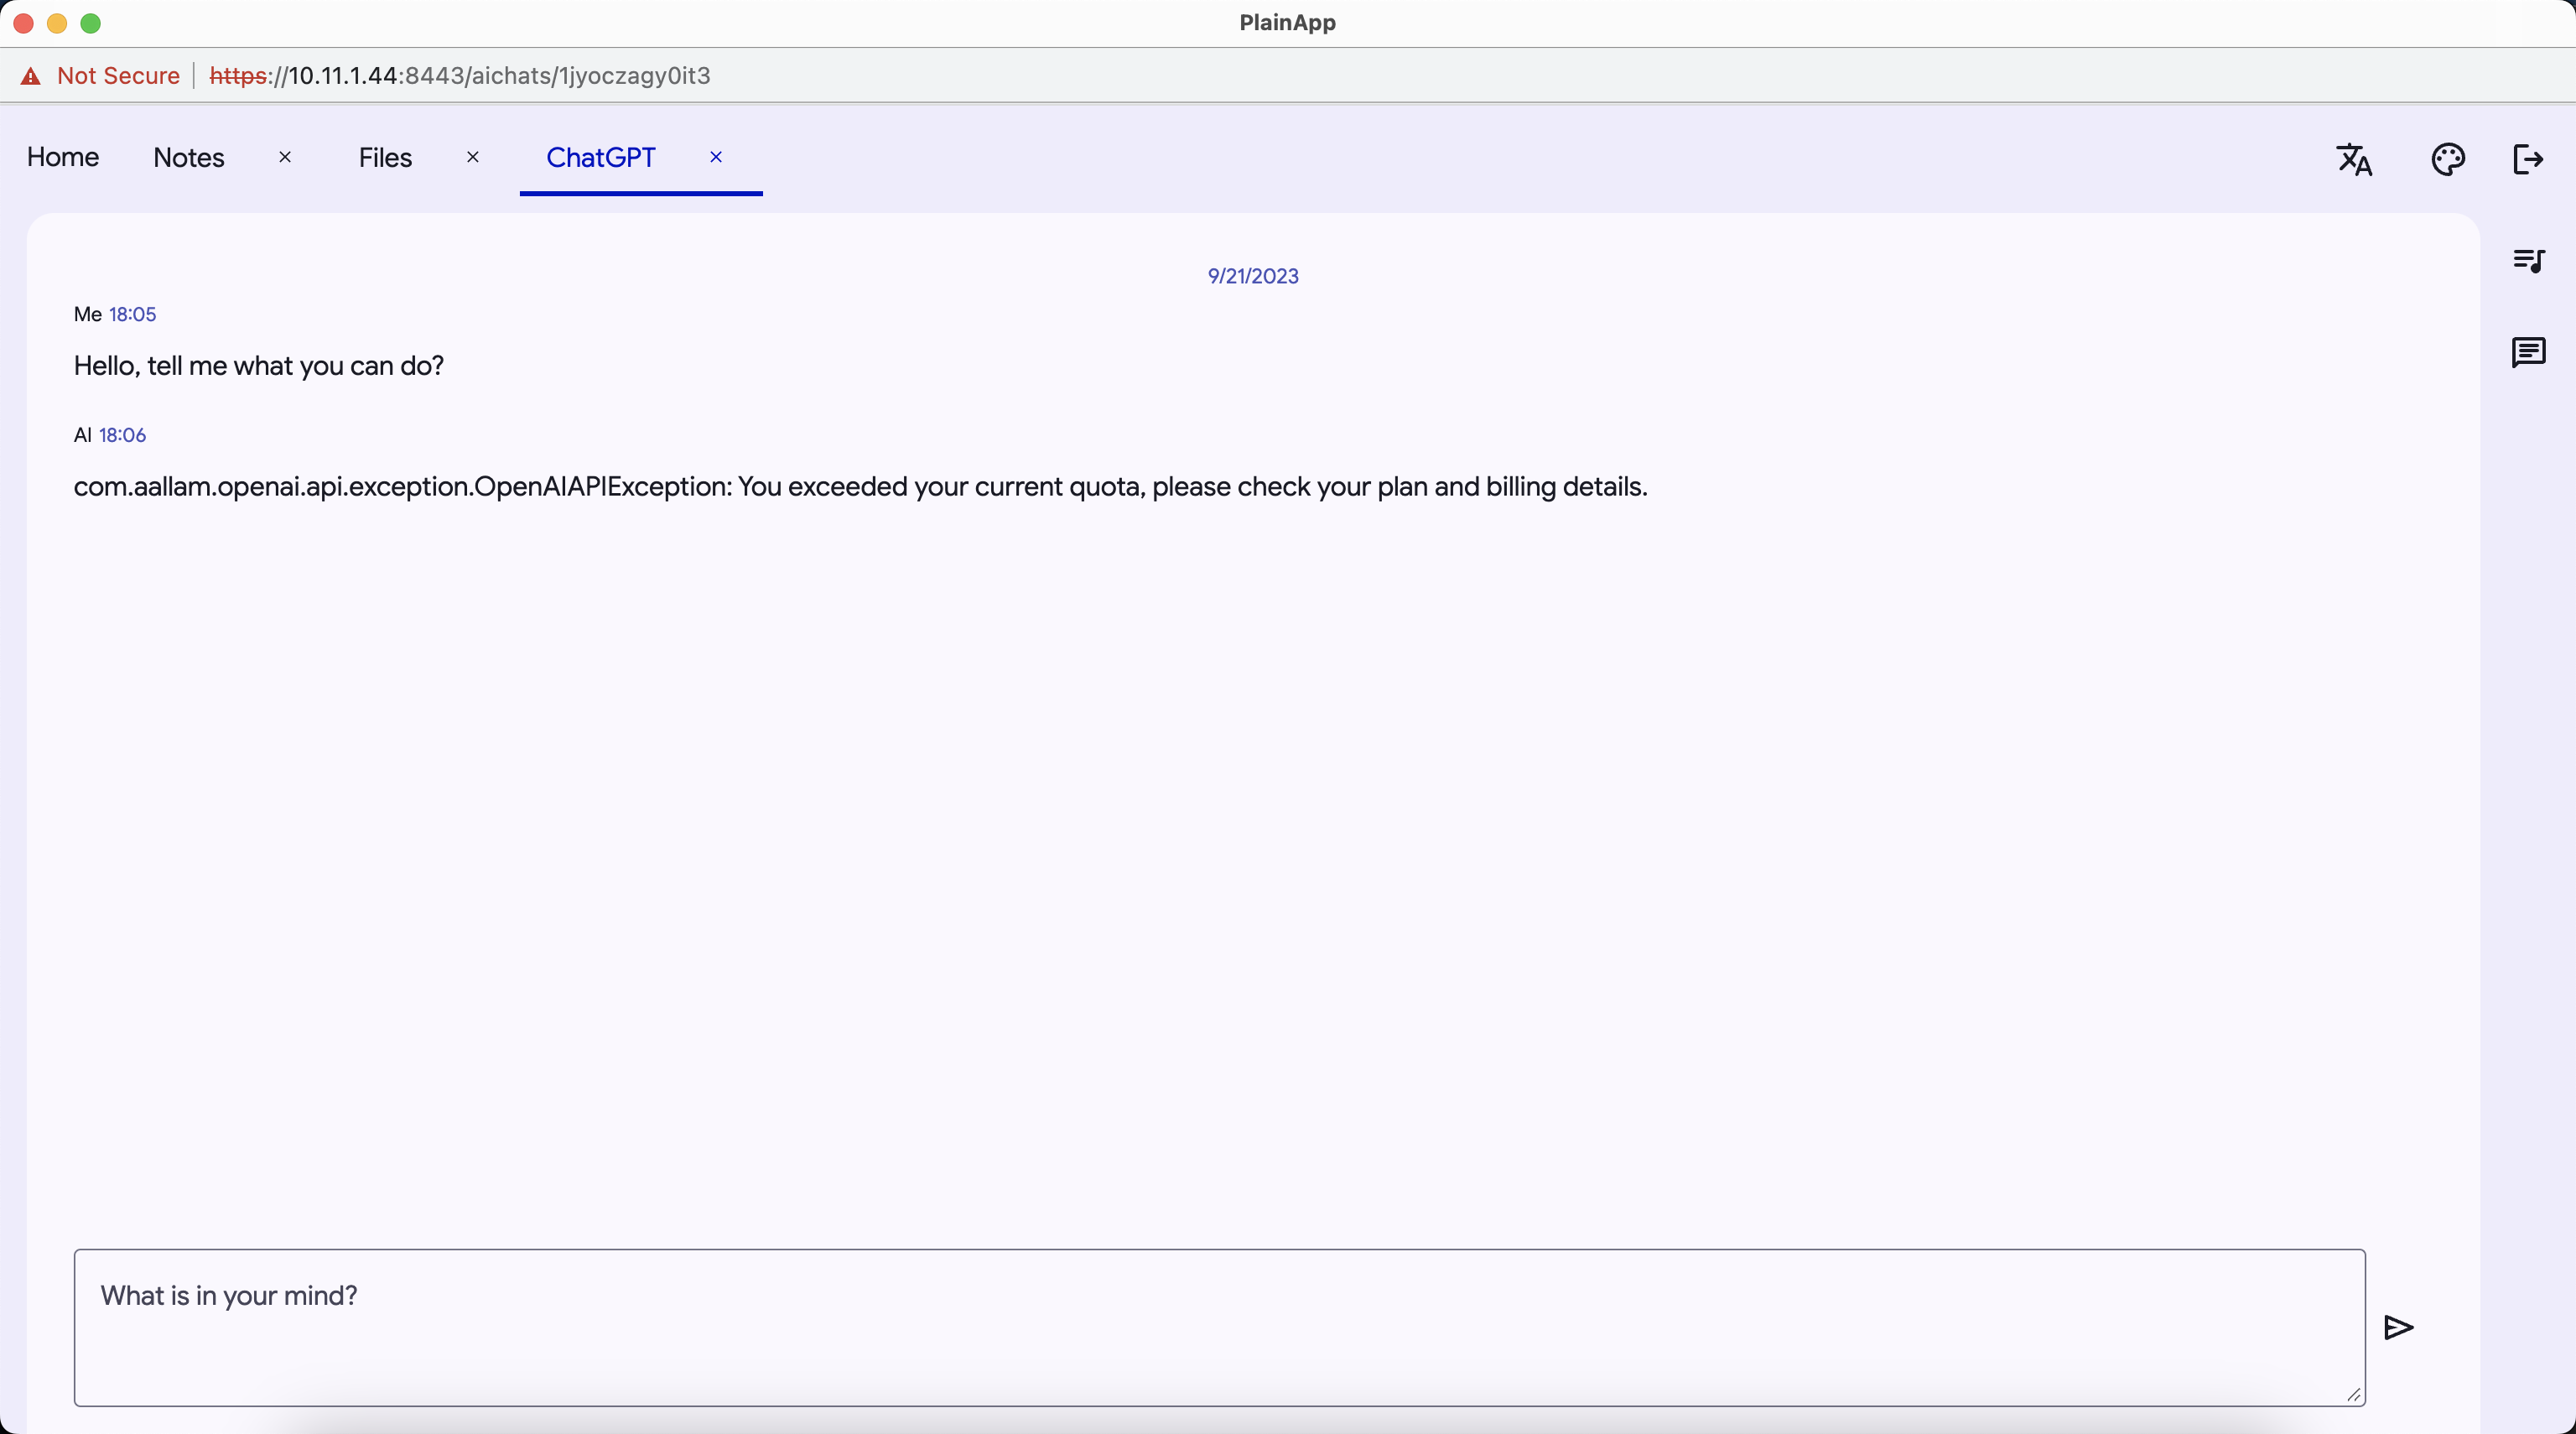 PlainApp
Not Secure https://10.11.1.44:8443/aichats/1jyoczagy0it3
Home Notes × Files × ChatGPT ×
9/21/2023
Me 18:05
Hello, tell me what you can do?
AI 18:06
com.aallam.openai.api.exception.OpenAIAPIException: You exceeded your current quota, please check your plan and billing details.
What is in your mind?